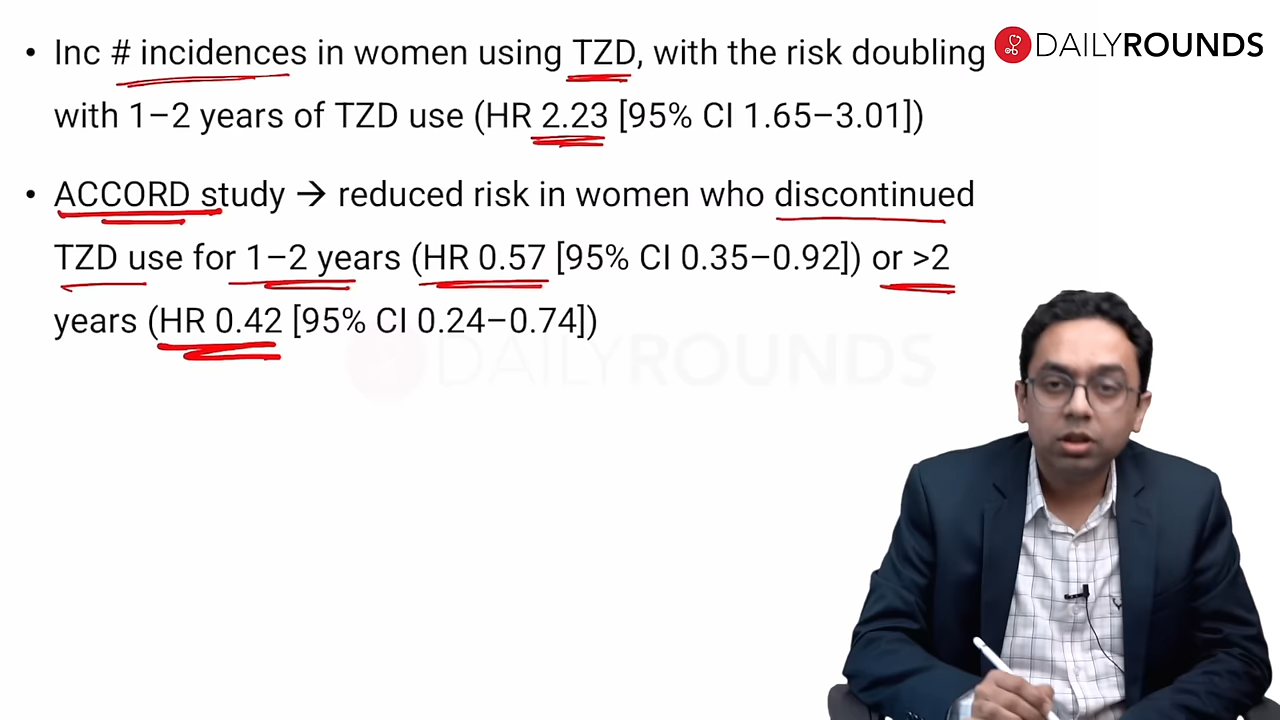 • Inc # incidences in women using TZD, with the risk doubling
DAILYROUNDS
with 1–2 years of TZD use (HR 2.23 [95% CI 1.65–3.01])
• ACCORD study → reduced risk in women who discontinued
TZD use for 1–2 years (HR 0.57 [95% CI 0.35–0.92]) or >2
years (HR 0.42 [95% CI 0.24–0.74])
DAILYROUNDS